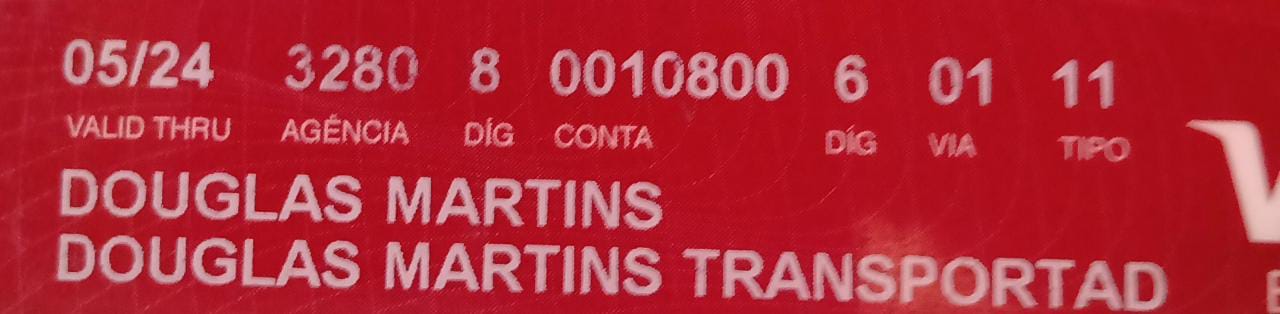 05/24 3280 8 0010800 6 01 11
VALID THRU AGÊNCIA DÍG CONTA DÍG VIA TIPO
DOUGLAS MARTINS
DOUGLAS MARTINS TRANSPORTAD